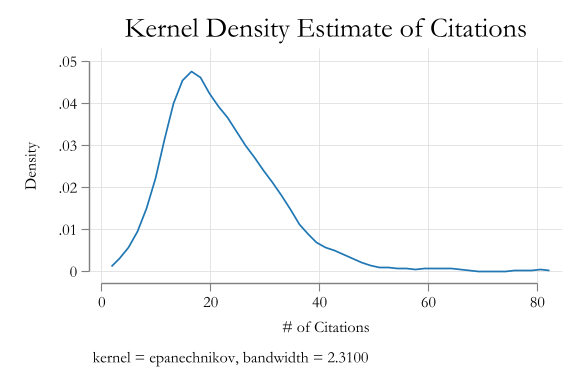 Kernel Density Estimate of Citations
.05
.04
.03
.02
.01
0
Density
0 20 40 60 80
# of Citations
kernel = epanechnikov, bandwidth = 2.3100